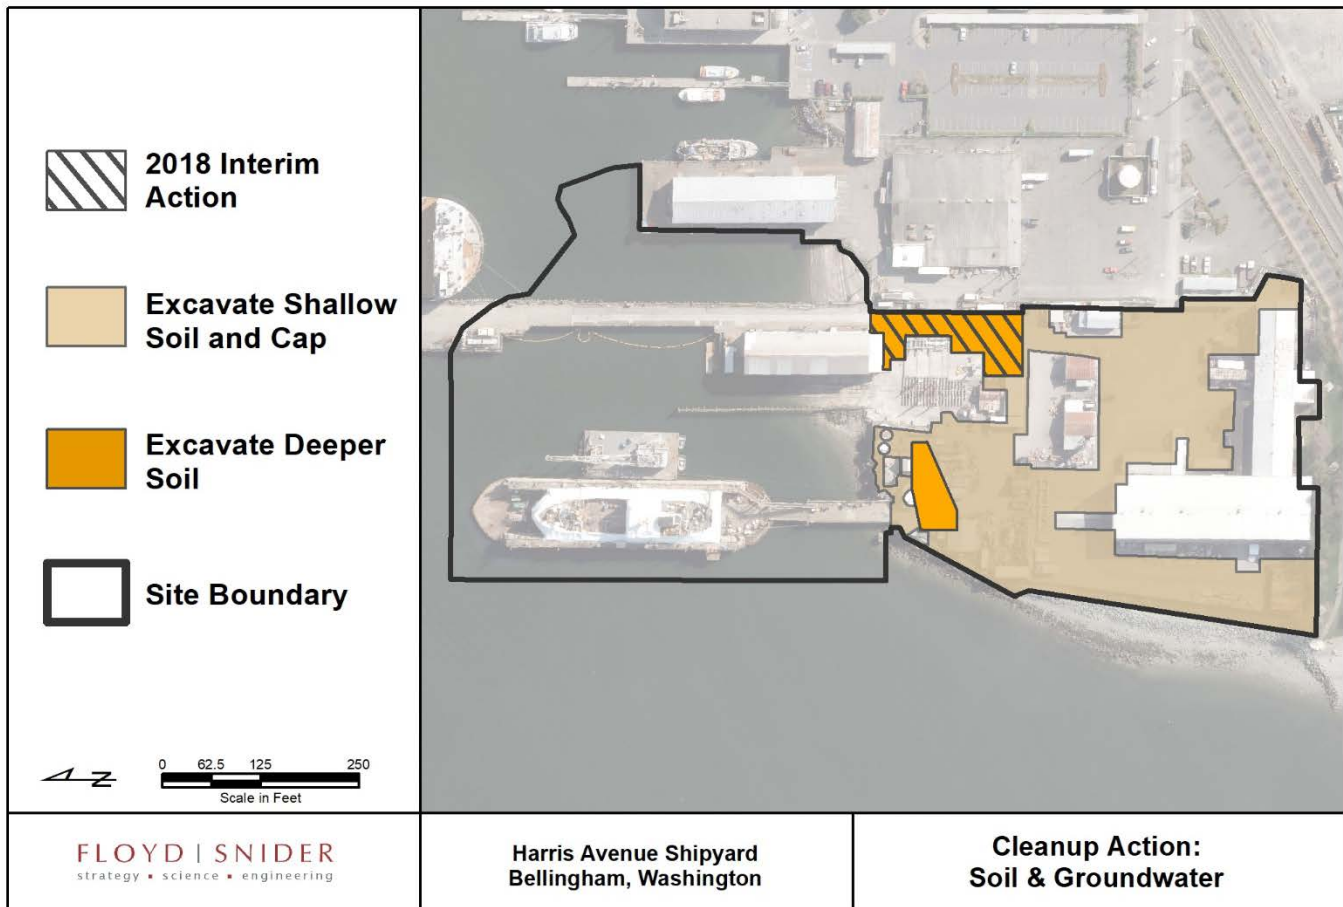 2018 Interim
Action
Excavate Shallow
Soil and Cap
Excavate Deeper
Soil
Site Boundary
N
0 62.5 125 250
Scale in Feet
FLOYD | SNIDER
strategy ▪ science ▪ engineering
Harris Avenue Shipyard
Bellingham, Washington
Cleanup Action:
Soil & Groundwater